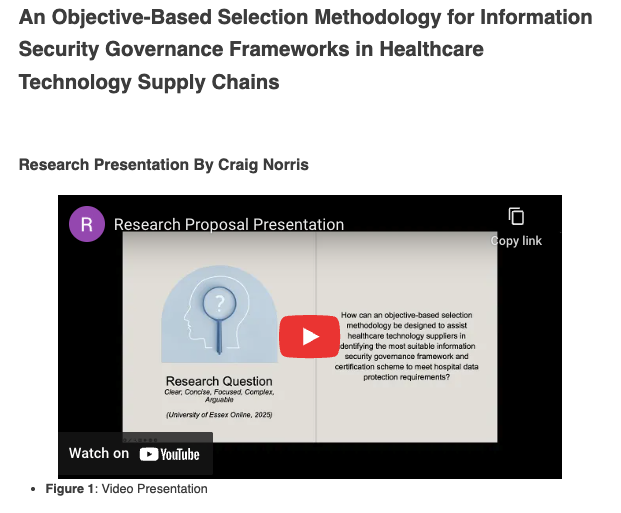 An Objective-Based Selection Methodology for Information
Security Governance Frameworks in Healthcare
Technology Supply Chains
Research Presentation By Craig Norris
R
Research Proposal Presentation
Copy link
?
How can an objective-based selection
methodology be designed to assist
healthcare technology suppliers in
identifying the most suitable information
security governance framework and
certification scheme to meet hospital data
protection requirements?
Research Question
Clear, Concise, Focused, Complex,
Arguable
(University of Essex Online, 2025)
Watch on YouTube
• Figure 1: Video Presentation